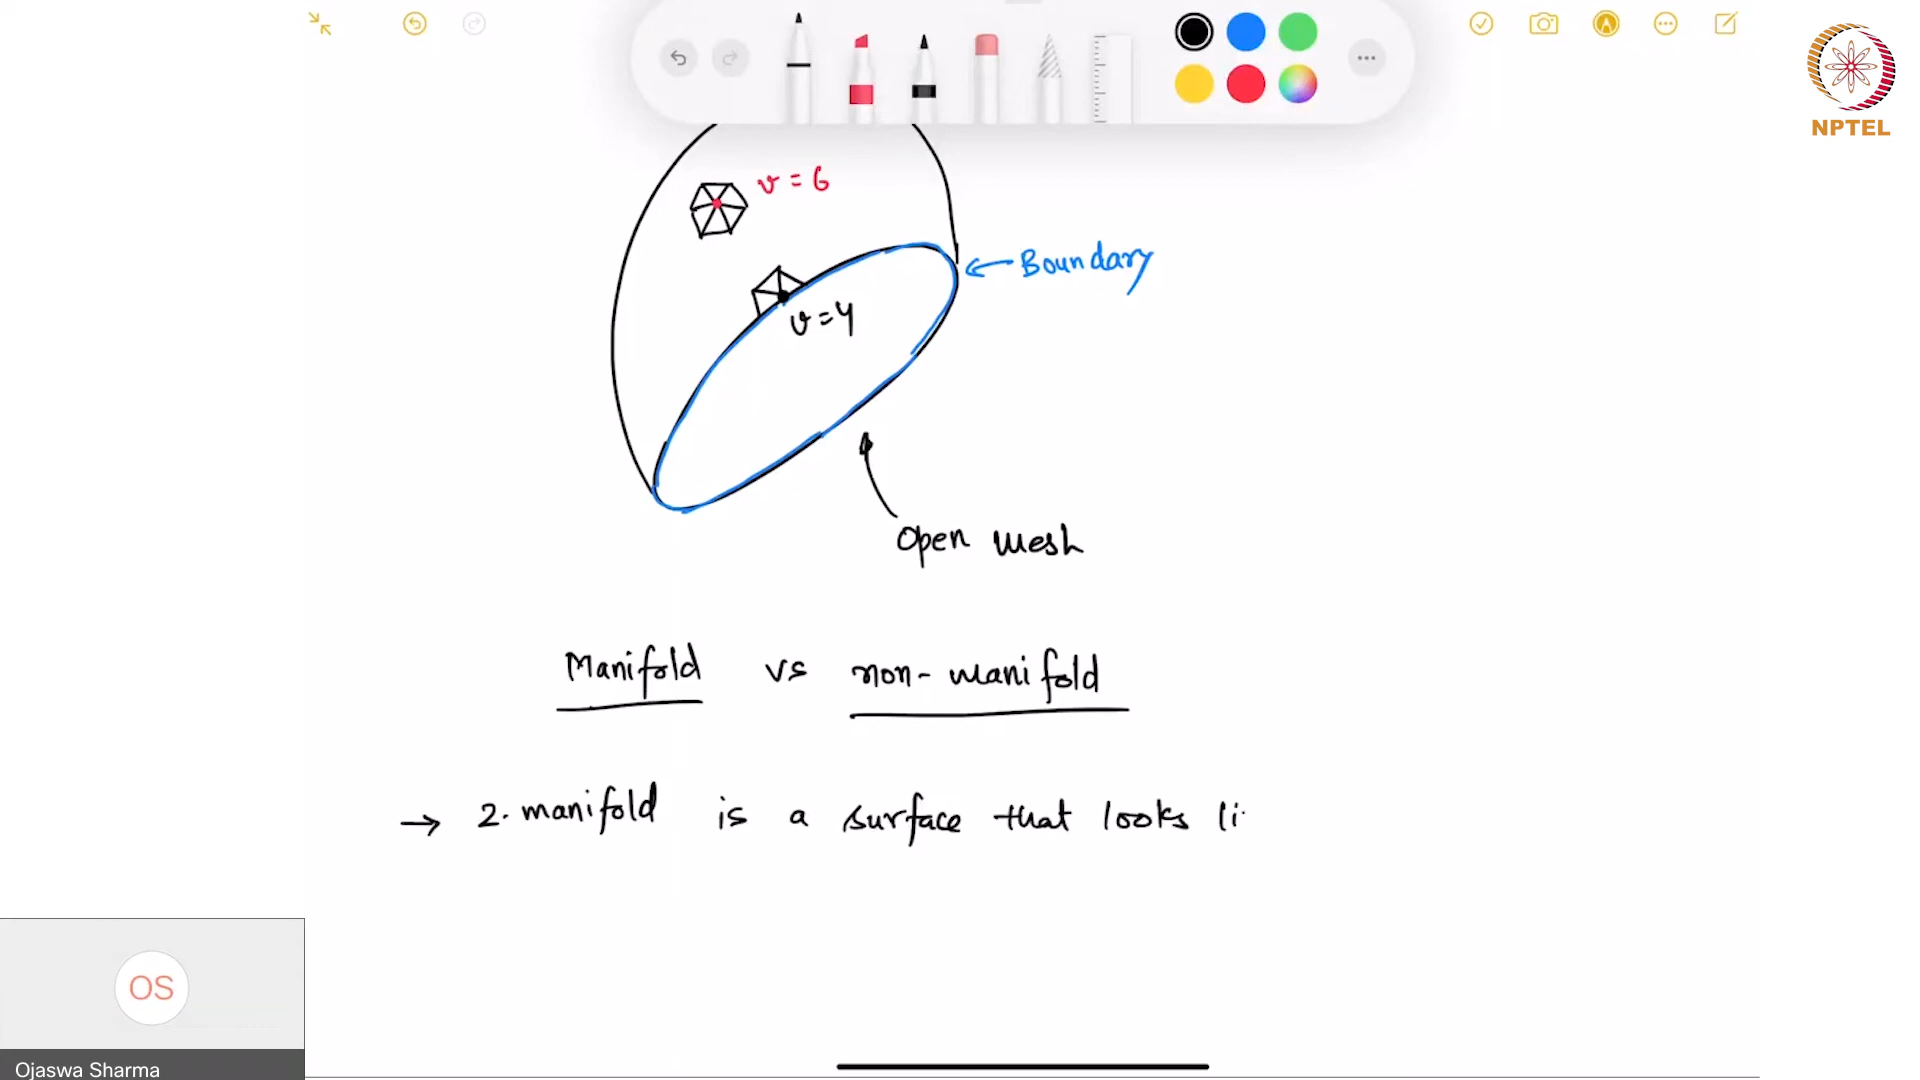 NPTEL
v = 6
Boundary
v = 4
Open mesh
Manifold vs non-manifold
→ 2-manifold is a surface that looks li
OS
Ojaswa Sharma